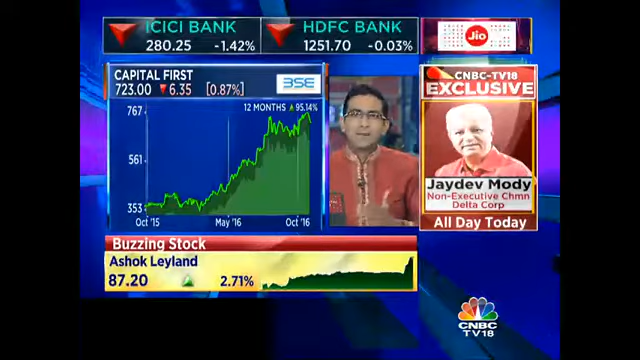 ICICI BANK
280.25 -1.42%
HDFC BANK
1251.70 -0.03%
Jio
CAPITAL FIRST
723.00 6.35 [0.87%]
BSE
12 MONTHS 95.14%
767
561
353
Oct '15 May '16 Oct '16
CNBC-TV18
EXCLUSIVE
Jaydev Mody
Non-Executive Chmn
Delta Corp
All Day Today
Buzzing Stock
Ashok Leyland
87.20 2.71%
CNBC
TV18